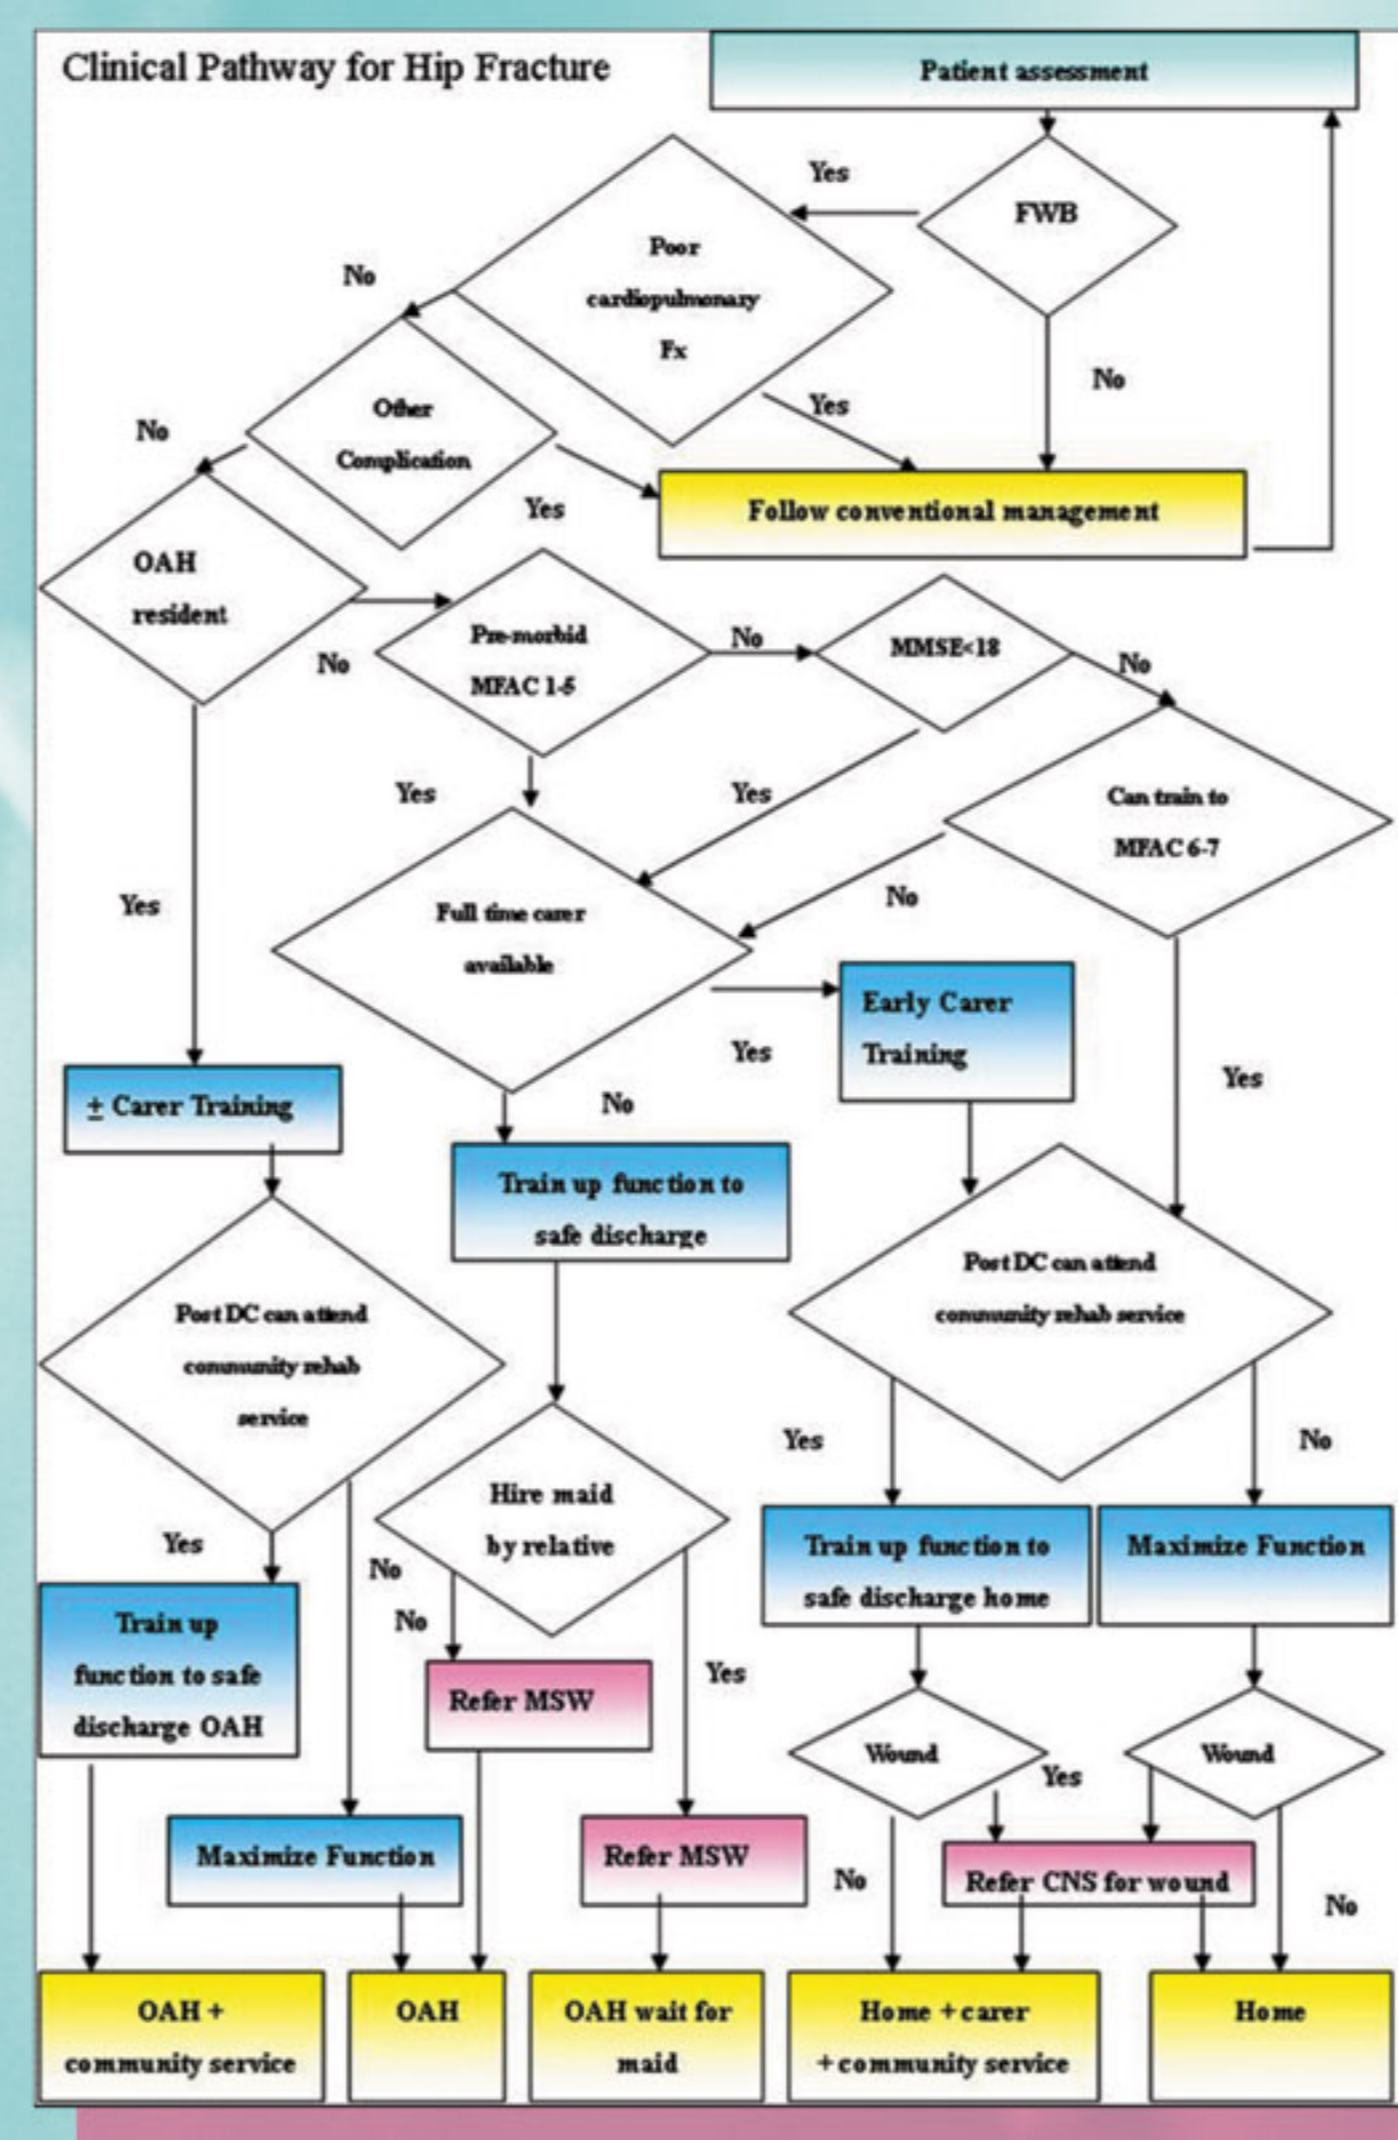 Clinical Pathway for Hip Fracture
Patient assessment
Yes
FWB
Poor
cardiopulmonary
Fx
No
No
Yes
Other
Complication
No
Yes
Follow conventional management
OAH
resident
No
Pre-morbid
MFAC 1-5
No
MMSE<18
No
Yes
Yes
Can train to
MFAC 6-7
Yes
Full time carer
available
No
Early Carer
Training
Yes
Yes
± Carer Training
No
Train up function to
safe discharge
Post DC can attend
community rehab service
Post DC can attend
community rehab
service
Yes
No
Hire maid
by relative
Yes
No
No
Train up function to
safe discharge home
Maximize Function
Train up
function to safe
discharge OAH
Refer MSW
Yes
Wound
Yes
Wound
Maximize Function
Refer MSW
No
Refer CNS for wound
No
OAH +
community service
OAH
OAH wait for
maid
Home + carer
+ community service
Home